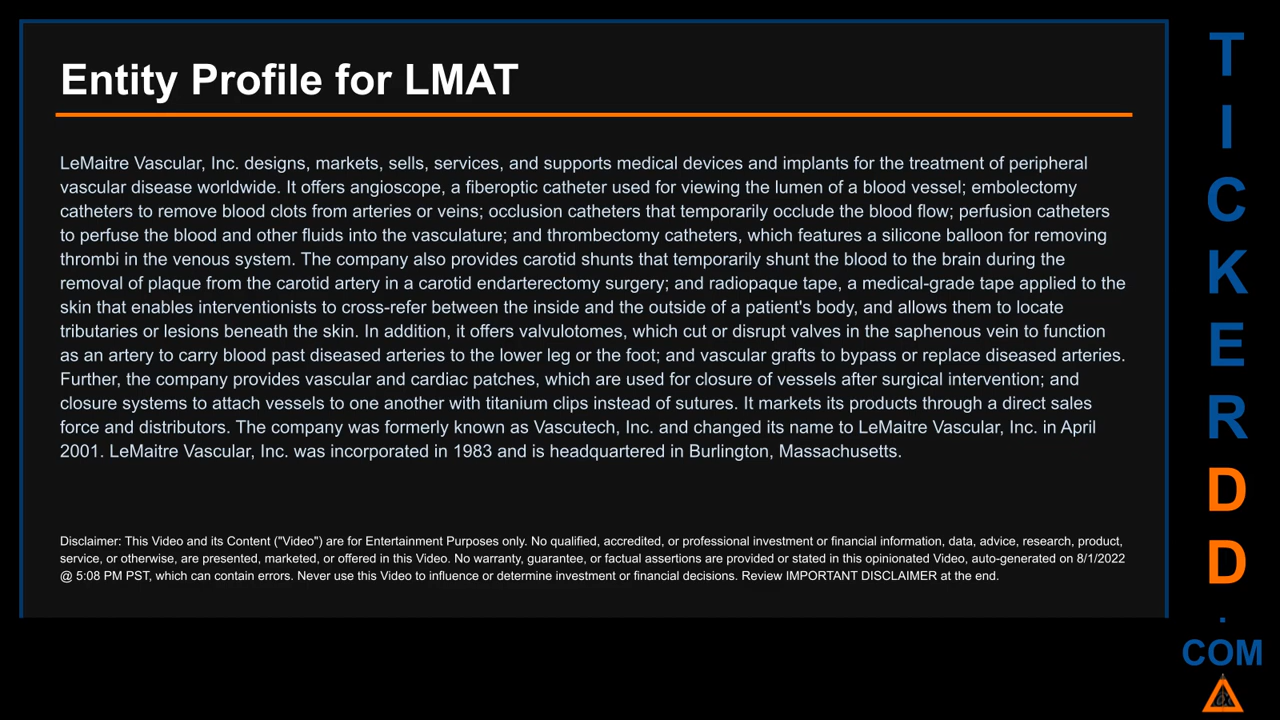 Entity Profile for LMAT
LeMaitre Vascular, Inc. designs, markets, sells, services, and supports medical devices and implants for the treatment of peripheral
vascular disease worldwide. It offers angioscope, a fiberoptic catheter used for viewing the lumen of a blood vessel; embolectomy
catheters to remove blood clots from arteries or veins; occlusion catheters that temporarily occlude the blood flow; perfusion catheters
to perfuse the blood and other fluids into the vasculature; and thrombectomy catheters, which features a silicone balloon for removing
thrombi in the venous system. The company also provides carotid shunts that temporarily shunt the blood to the brain during the
removal of plaque from the carotid artery in a carotid endarterectomy surgery; and radiopaque tape, a medical-grade tape applied to the
skin that enables interventionists to cross-refer between the inside and the outside of a patient's body, and allows them to locate
tributaries or lesions beneath the skin. In addition, it offers valvulotomes, which cut or disrupt valves in the saphenous vein to function
as an artery to carry blood past diseased arteries to the lower leg or the foot; and vascular grafts to bypass or replace diseased arteries.
Further, the company provides vascular and cardiac patches, which are used for closure of vessels after surgical intervention; and
closure systems to attach vessels to one another with titanium clips instead of sutures. It markets its products through a direct sales
force and distributors. The company was formerly known as Vascutech, Inc. and changed its name to LeMaitre Vascular, Inc. in April
2001. LeMaitre Vascular, Inc. was incorporated in 1983 and is headquartered in Burlington, Massachusetts.
Disclaimer: This Video and its Content ("Video") are for Entertainment Purposes only. No qualified, accredited, or professional investment or financial information, data, advice, research, product,
service, or otherwise, are presented, marketed, or offered in this Video. No warranty, guarantee, or factual assertions are provided or stated in this opinionated Video, auto-generated on 8/1/2022
@ 5:08 PM PST, which can contain errors. Never use this Video to influence or determine investment or financial decisions. Review IMPORTANT DISCLAIMER at the end.
T
I
C
K
E
R
D
D
.
COM